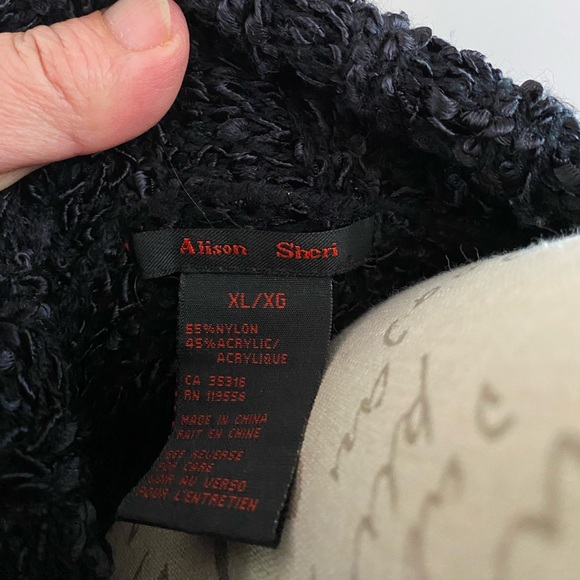 Alison Sheri
XL/XG
55%NYLON
45%ACRYLIC/
ACRYLIQUE
CA 35316
RN 119558
MADE IN CHINA
FAIT EN CHINE
REVERSE
FOR CARE
VOIR AU VERSO
POUR L'ENTRETIEN